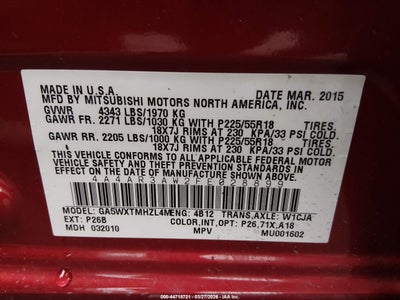 MADE IN U.S.A. DATE MAR. 2015
MFD BY MITSUBISHI MOTORS NORTH AMERICA, INC.
GVWR 4343 LBS/1970 KG
GAWR FR. 2271 LBS/1030 KG WITH P225/55R18 TIRES,
18X7J RIMS AT 230 KPA/33 PSI COLD.
GAWR RR. 2205 LBS/1000 KG WITH P225/55R18 TIRES,
18X7J RIMS AT 230 KPA/33 PSI COLD.
THIS VEHICLE CONFORMS TO ALL APPLICABLE FEDERAL MOTOR
VEHICLE SAFETY, BUMPER, AND THEFT PREVENTION STANDARDS
IN EFFECT ON THE DATE OF MANUFACTURE SHOWN ABOVE.
4A4AR3AW2FE028899
MODEL: GA5WXTMHZL4M ENG: 4B12 TRANS,AXLE: W1CJA
EXT: P26B COLOR,INT,OPT: P26,71X,A18
MDH 032010 MPV MU001602
000-44718721 - 03/27/2026 - IAA